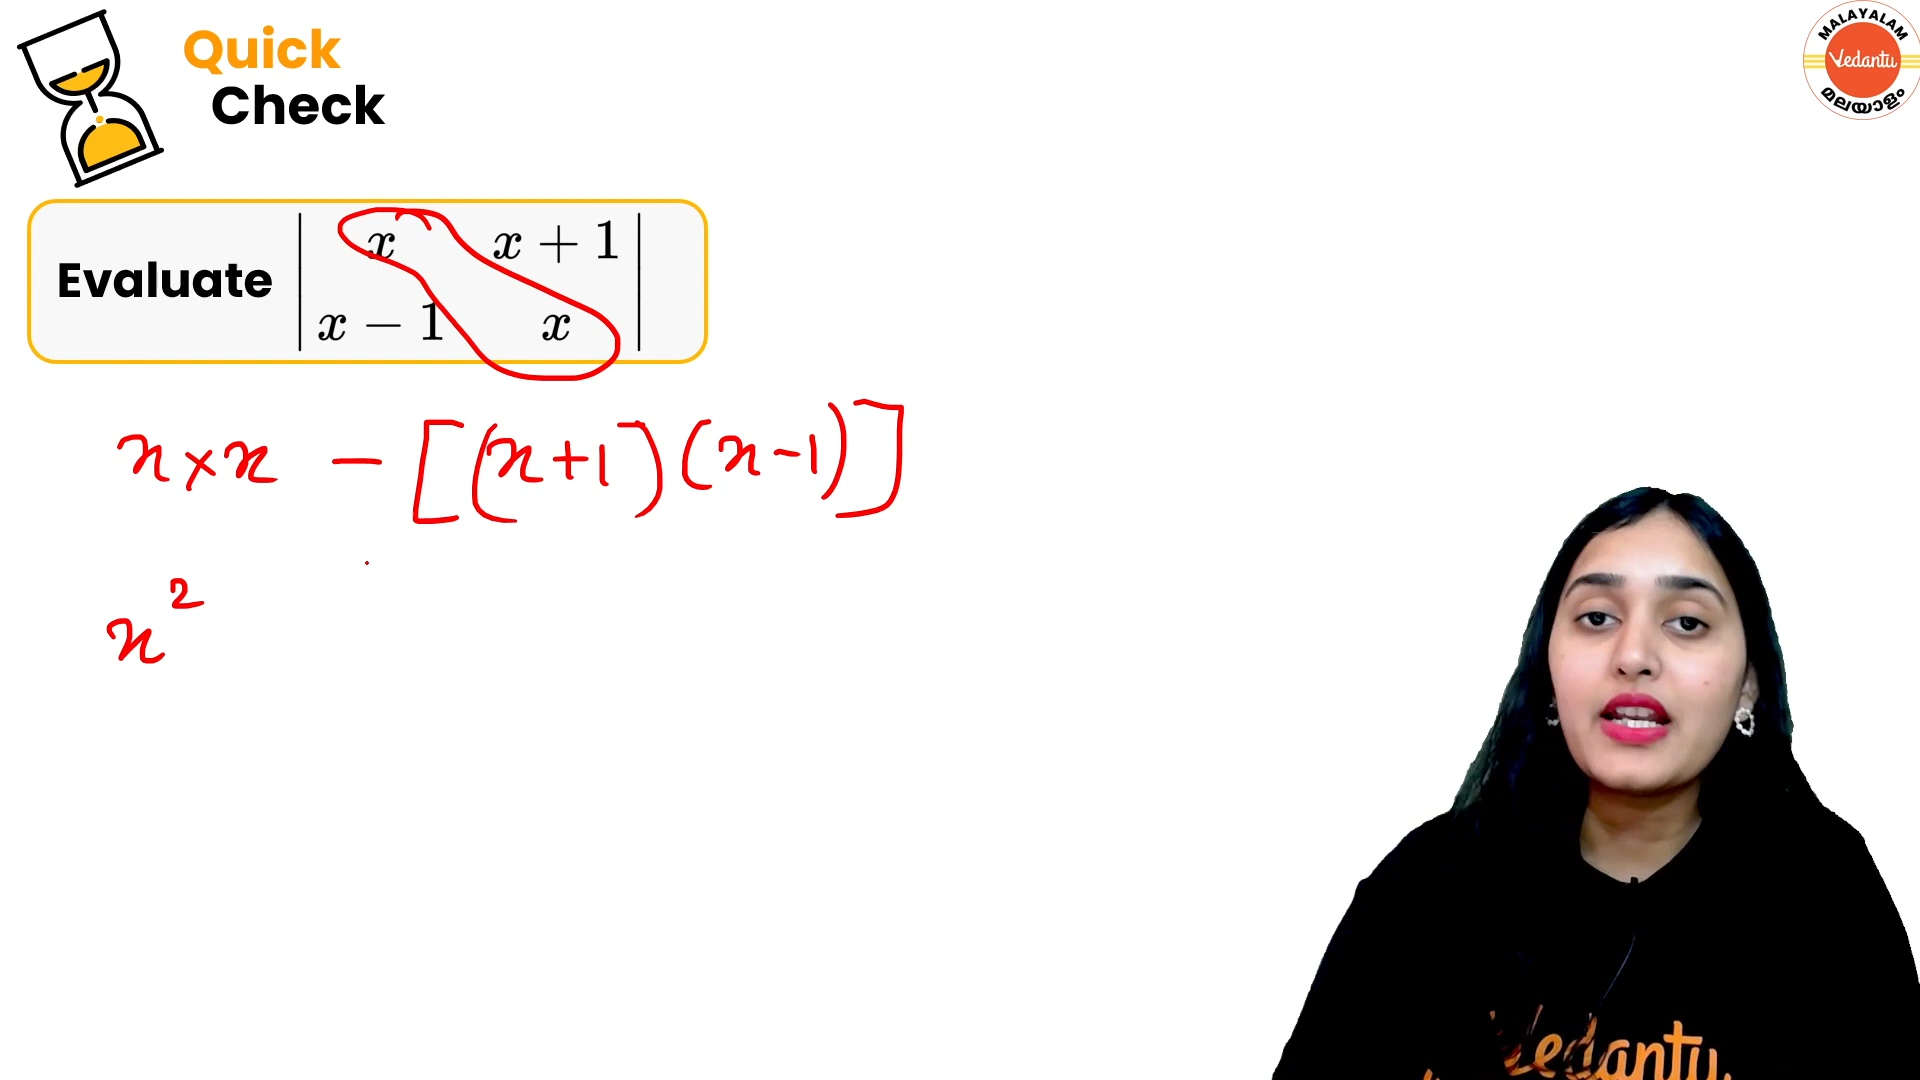 Quick
Check
MALAYALAM
Vedantu
മലയാളം
Evaluate | x x + 1 |
| x − 1 x |
x × x − [(x+1)(x-1)]
x²
Vedantu